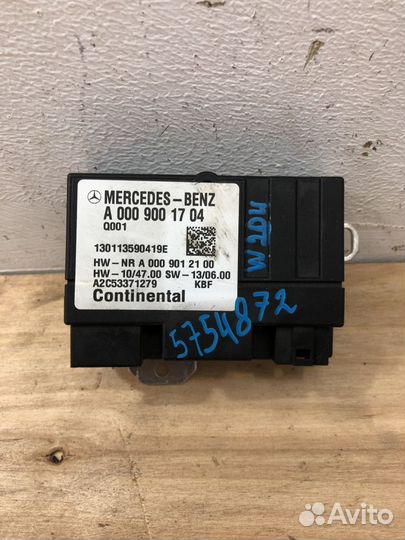 MERCEDES-BENZ
A 000 900 17 04
Q001
130113590419E
HW-NR A 000 901 21 00
HW-10/47.00 SW-13/06.00
A2C53371279 KBF
Continental
W204
5754872
Avito